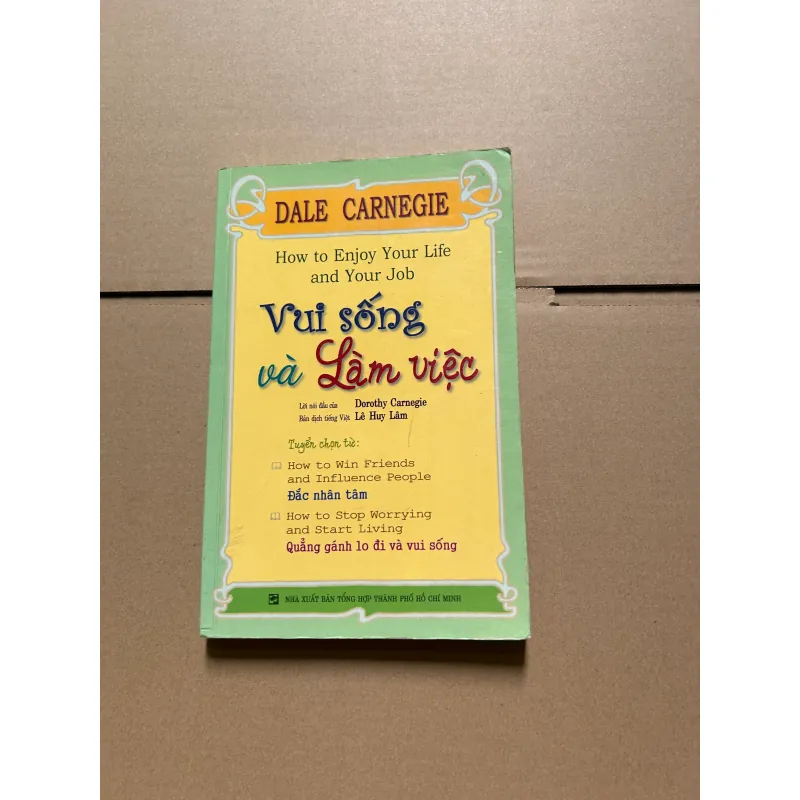 DALE CARNEGIE
How to Enjoy Your Life
and Your Job
Vui sống
và Làm việc
Lời nói đầu của Dorothy Carnegie
Bản dịch tiếng Việt Lê Huy Lâm
Tuyển chọn từ:
How to Win Friends
and Influence People
Đắc nhân tâm
How to Stop Worrying
and Start Living
Quẳng gánh lo đi và vui sống
NHÀ XUẤT BẢN TỔNG HỢP THÀNH PHỐ HỒ CHÍ MINH